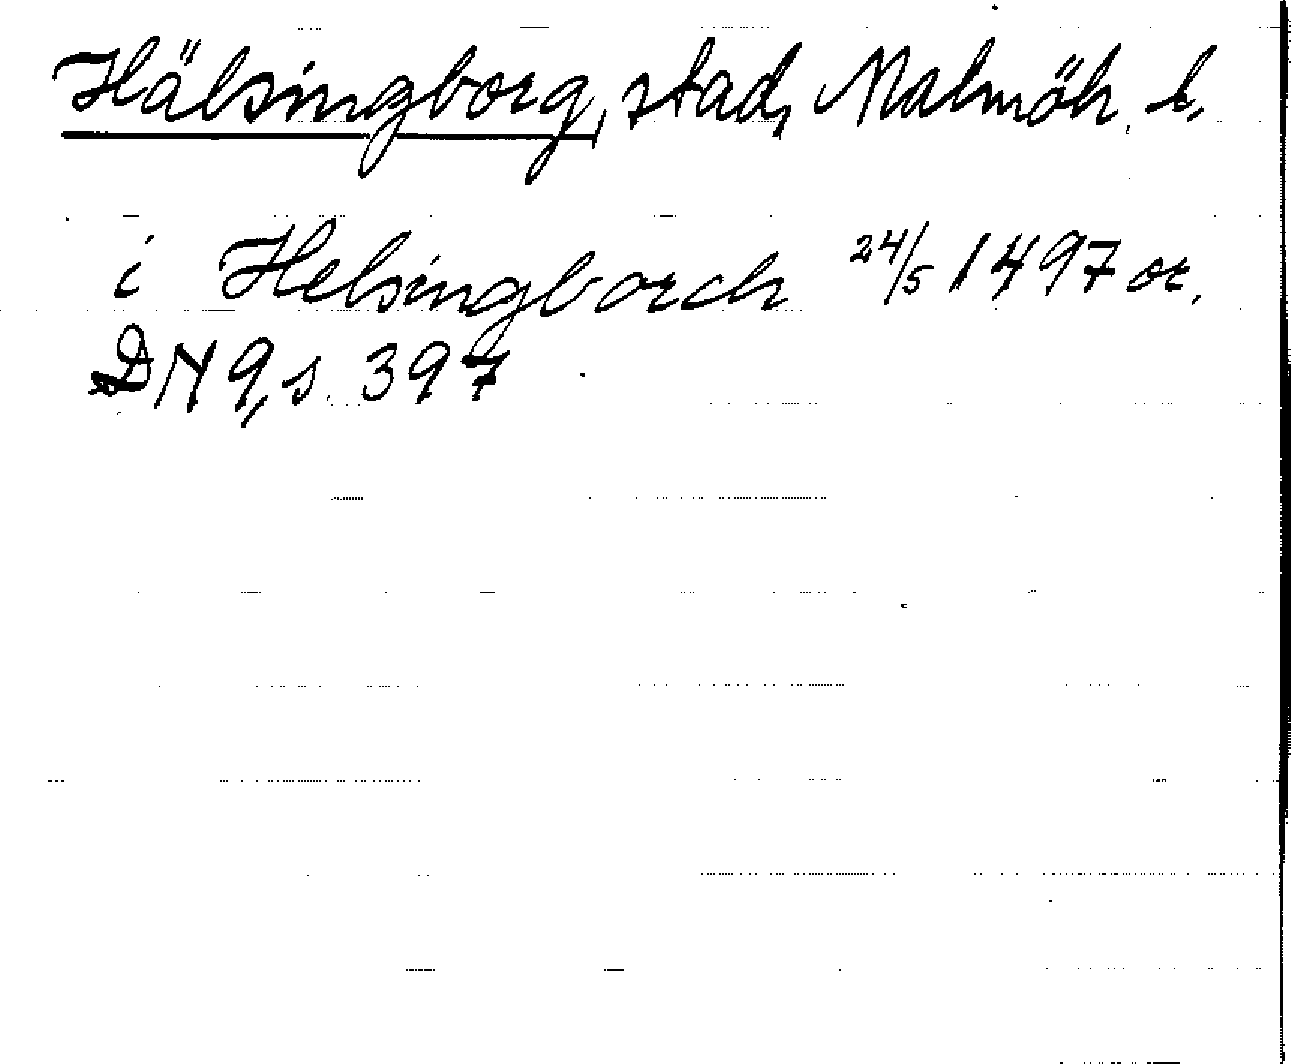 Hälsingborg, stad, Malmöh. l.
i Helsingborch 24/5 1497 or.
DN 9, s. 397